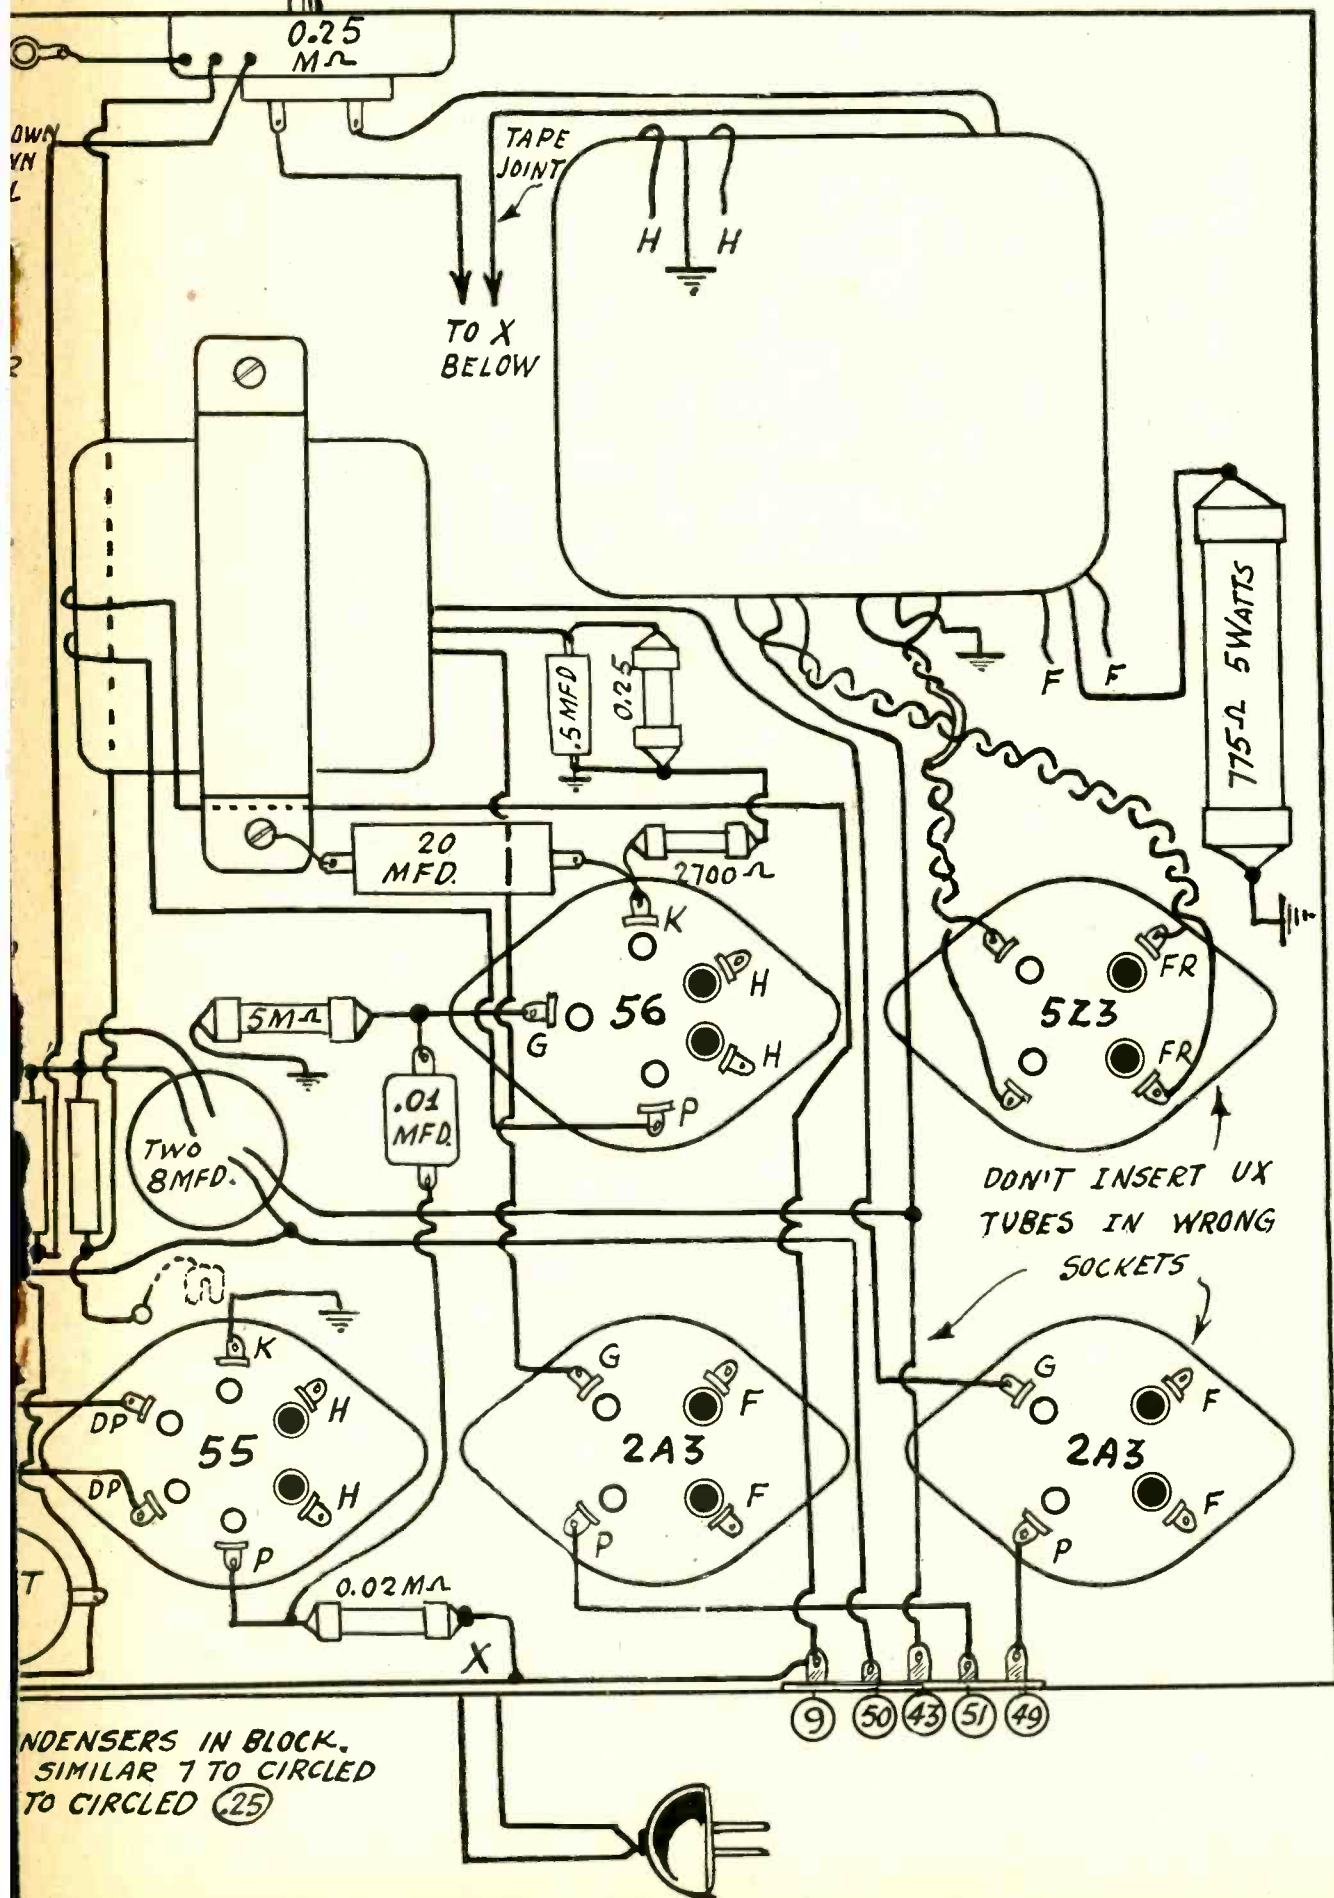 0.25
MΩ
TAPE
JOINT
H H
TO X
BELOW
775Ω 5WATTS
F F
.5MFD
0.25
20
MFD.
2700Ω
K
H
56
G
H
P
FR
5Z3
FR
5MΩ
.01
MFD.
TWO
8MFD.
DON'T INSERT UX
TUBES IN WRONG
SOCKETS
K
H
DP
55
DP
H
P
G
F
2A3
F
P
G
F
2A3
F
P
T
0.02MΩ
X
9 50 43 51 49
NDENSERS IN BLOCK.
SIMILAR 7 TO CIRCLED
TO CIRCLED .25